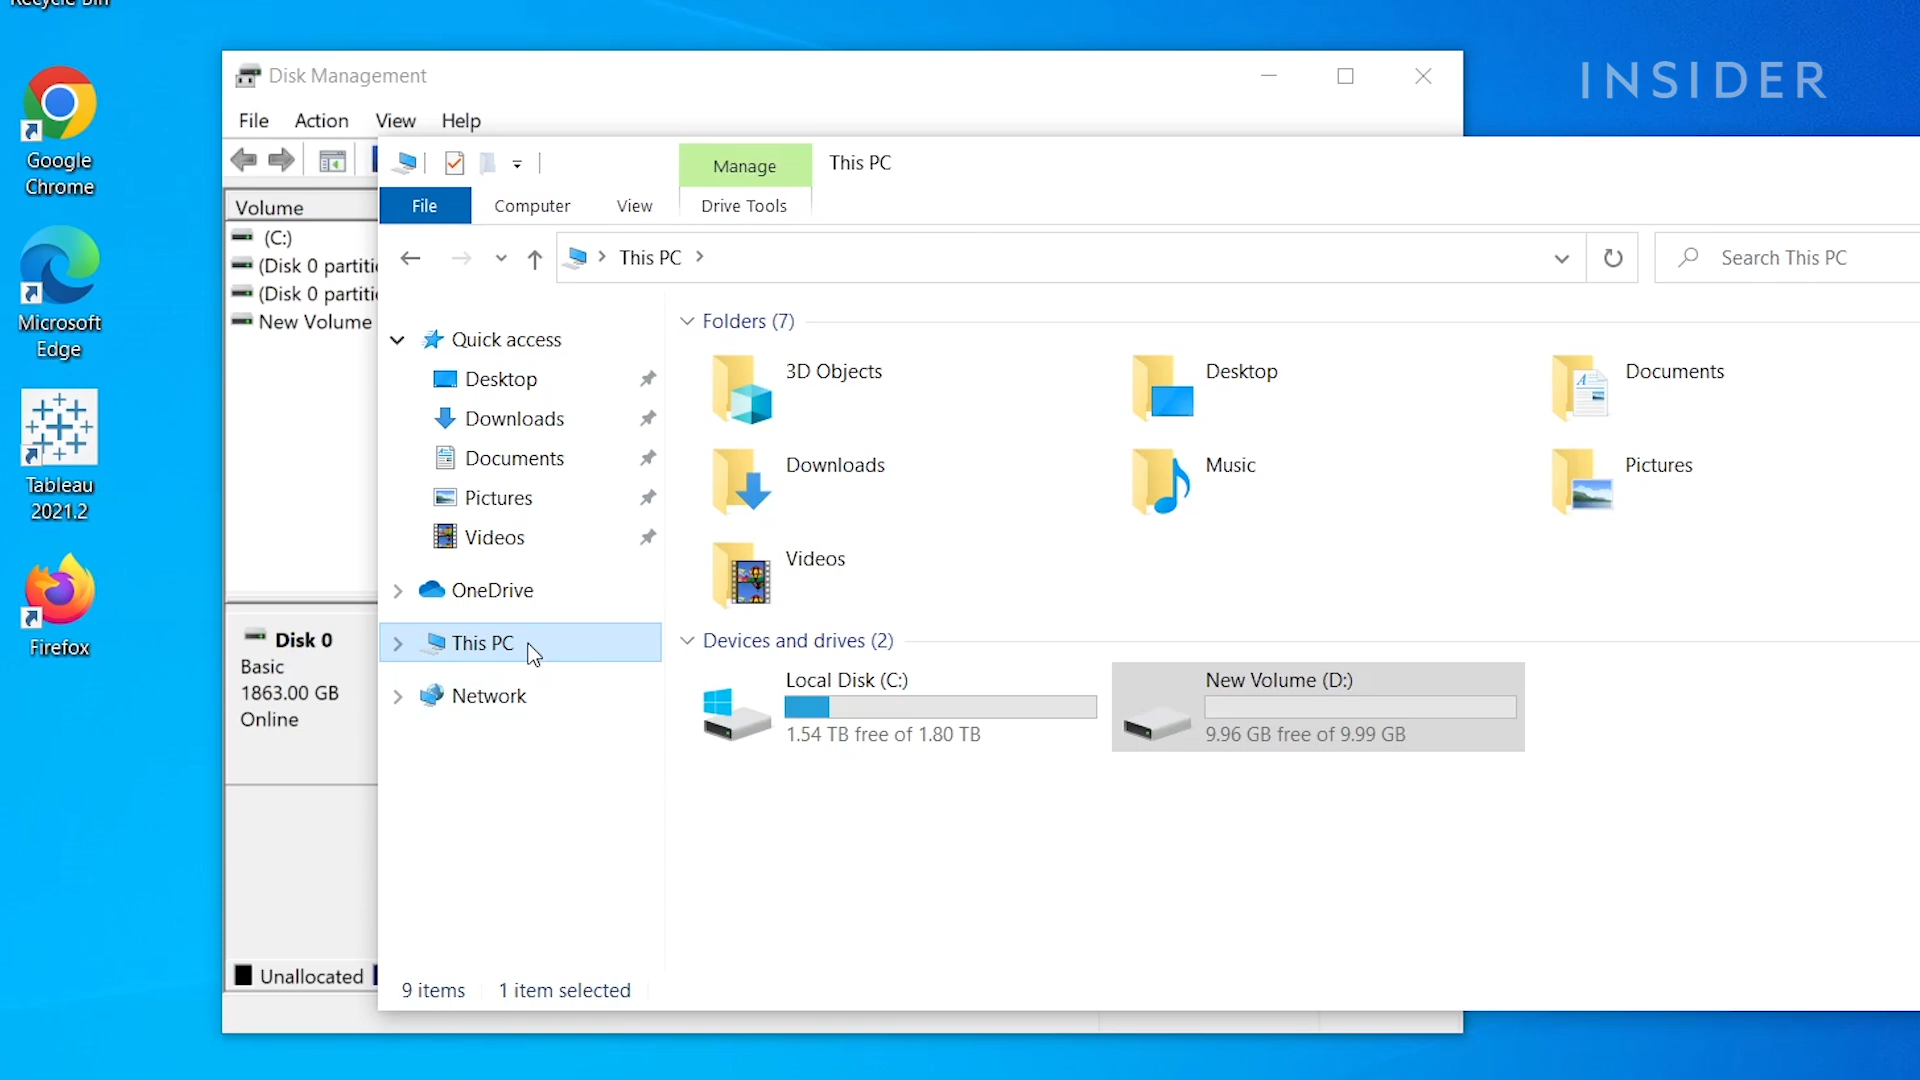 Recycle Bin
INSIDER
Google
Chrome
Microsoft
Edge
Tableau
2021.2
Firefox
Disk Management
File Action View Help
Volume
(C:)
(Disk 0 partiti
(Disk 0 partiti
New Volume
Disk 0
Basic
1863.00 GB
Online
Unallocated
Manage
This PC
File
Computer
View
Drive Tools
This PC
Search This PC
Quick access
Desktop
Downloads
Documents
Pictures
Videos
OneDrive
This PC
Network
Folders (7)
3D Objects
Desktop
Documents
Downloads
Music
Pictures
Videos
Devices and drives (2)
Local Disk (C:)
1.54 TB free of 1.80 TB
New Volume (D:)
9.96 GB free of 9.99 GB
9 items 1 item selected